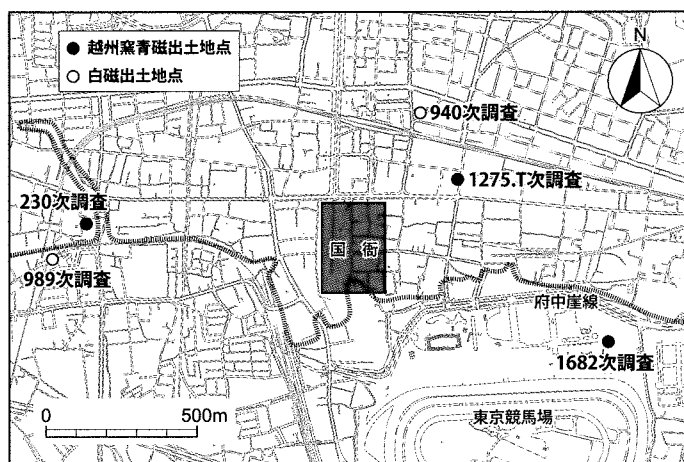 越州窯青磁出土地点
白磁出土地点
N
940次調査
1275.T次調査
230次調査
国衙
989次調査
府中崖線
1682次調査
0 500m
東京競馬場